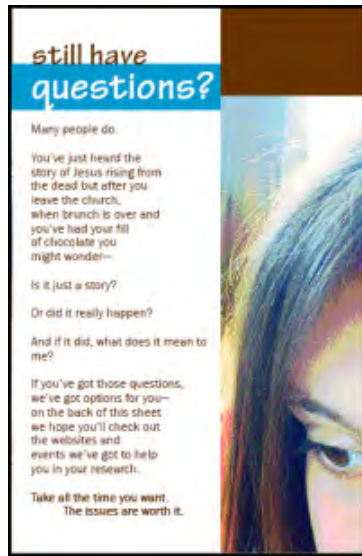 still have
questions?
Many people do.
You've just heard the
story of Jesus rising from
the dead but after you
leave the church,
when brunch is over and
you've had your fill
of chocolate you
might wonder—
Is it just a story?
Or did it really happen?
And if it did, what does it mean to
me?
If you've got those questions,
we've got options for you—
on the back of this sheet
we hope you'll check out
the websites and
events we've got to help
you in your research.
Take all the time you want.
The issues are worth it.